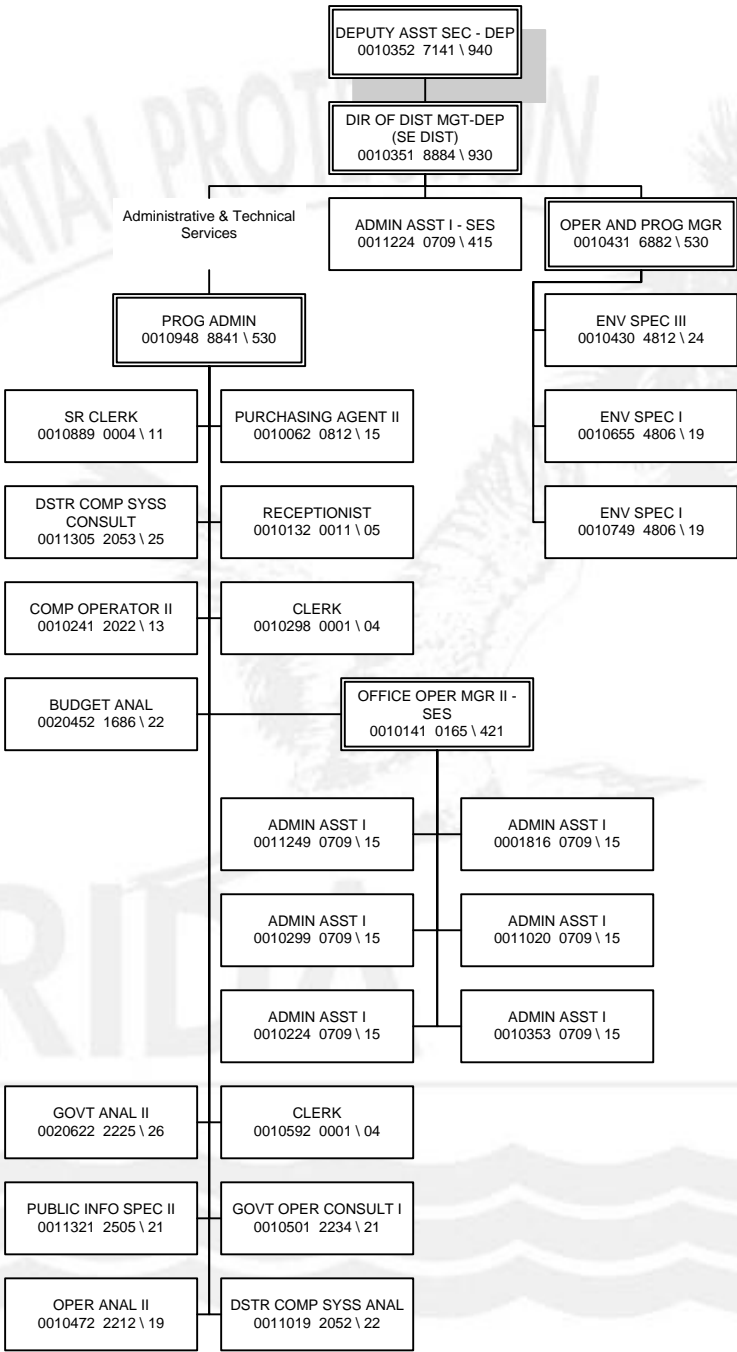 DEPUTY ASST SEC - DEP
0010352 7141 \ 940
DIR OF DIST MGT-DEP
(SE DIST)
0010351 8884 \ 930
Administrative & Technical
Services
ADMIN ASST I - SES
0011224 0709 \ 415
OPER AND PROG MGR
0010431 6882 \ 530
PROG ADMIN
0010948 8841 \ 530
ENV SPEC III
0010430 4812 \ 24
SR CLERK
0010889 0004 \ 11
PURCHASING AGENT II
0010062 0812 \ 15
ENV SPEC I
0010655 4806 \ 19
DSTR COMP SYSS
CONSULT
0011305 2053 \ 25
RECEPTIONIST
0010132 0011 \ 05
ENV SPEC I
0010749 4806 \ 19
COMP OPERATOR II
0010241 2022 \ 13
CLERK
0010298 0001 \ 04
BUDGET ANAL
0020452 1686 \ 22
OFFICE OPER MGR II -
SES
0010141 0165 \ 421
ADMIN ASST I
0011249 0709 \ 15
ADMIN ASST I
0001816 0709 \ 15
ADMIN ASST I
0010299 0709 \ 15
ADMIN ASST I
0011020 0709 \ 15
ADMIN ASST I
0010224 0709 \ 15
ADMIN ASST I
0010353 0709 \ 15
GOVT ANAL II
0020622 2225 \ 26
CLERK
0010592 0001 \ 04
PUBLIC INFO SPEC II
0011321 2505 \ 21
GOVT OPER CONSULT I
0010501 2234 \ 21
OPER ANAL II
0010472 2212 \ 19
DSTR COMP SYSS ANAL
0011019 2052 \ 22